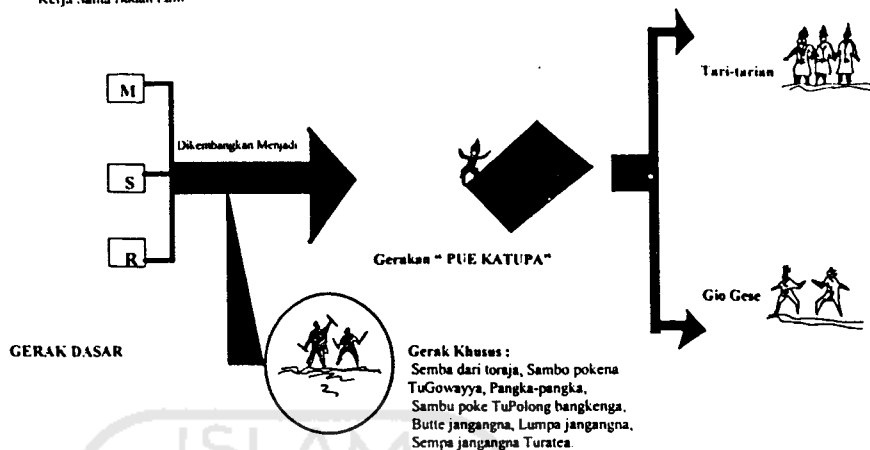 M
Dikembangkan Menjadi
S
R
GERAK DASAR
Gerakan " PUE KATUPA"
Tari-tarian
Gio Gese
Gerak Khusus :
Semba dari toraja, Sambo pokena
TuGowayya, Pangka-pangka,
Sambu poke TuPolong bangkenga,
Butte jangangna, Lumpa jangangna,
Sempa jangangna Turatea.
ISLAM